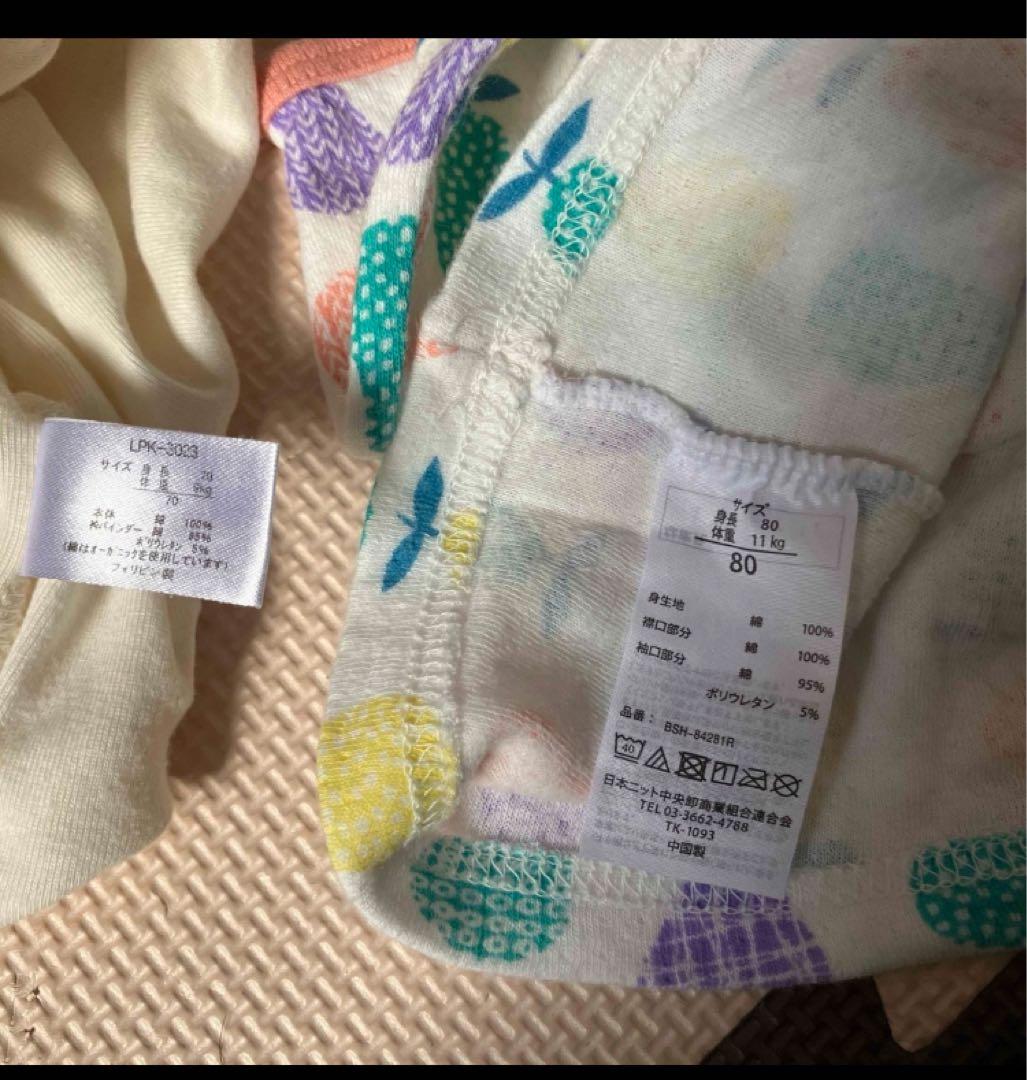 LPK-3023
サイズ 身長 70
体重 9kg
70
本体 綿 100%
衿バインダー 綿 95%
ポリウレタン 5%
(綿はオーガニックを使用しています)
フィリピン製
サイズ
身長 80
体重 11 kg
80
身生地 綿 100%
襟口部分 綿 100%
袖口部分 綿 95%
ポリウレタン 5%
品番： BSH-84281R
40
日本ニット中央卸商業組合連合会
TEL 03-3662-4788
TK-1093
中国製